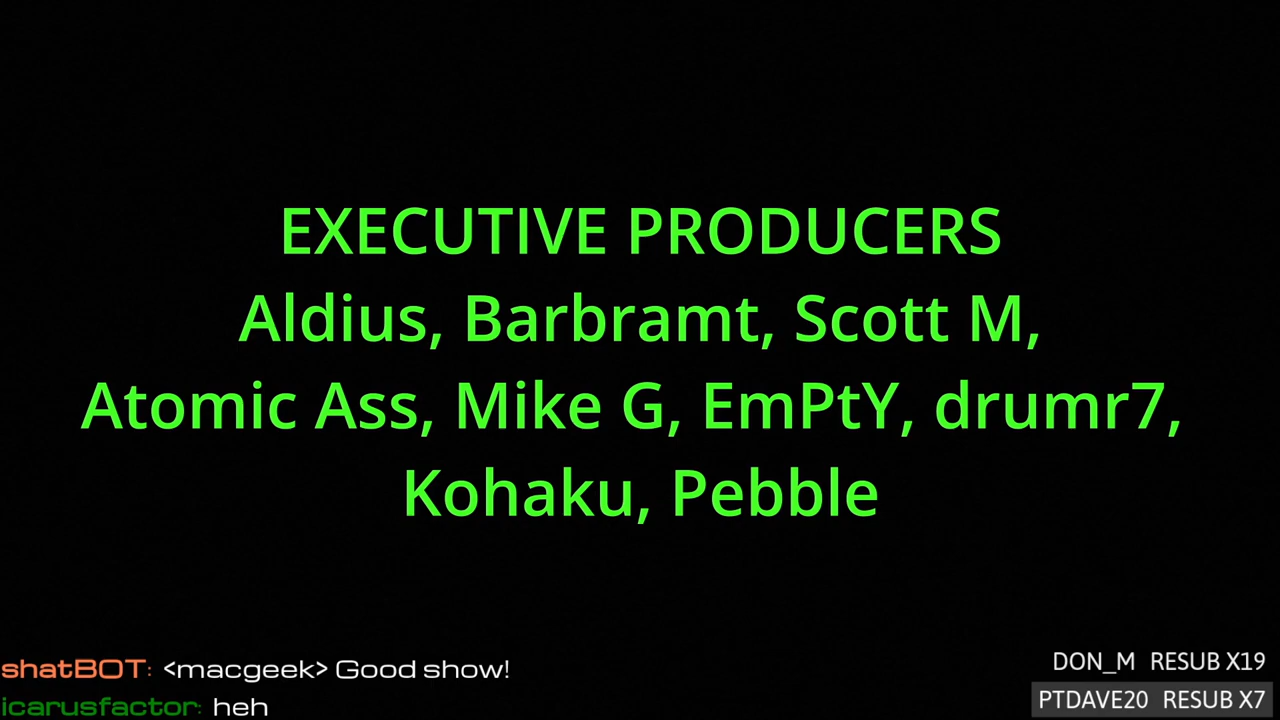 EXECUTIVE PRODUCERS
Aldius, Barbramt, Scott M,
Atomic Ass, Mike G, EmPtY, drumr7,
Kohaku, Pebble
shatBOT: <macgeek> Good show!
icarusfactor: heh
DON_M RESUB X19
PTDAVE20 RESUB X7